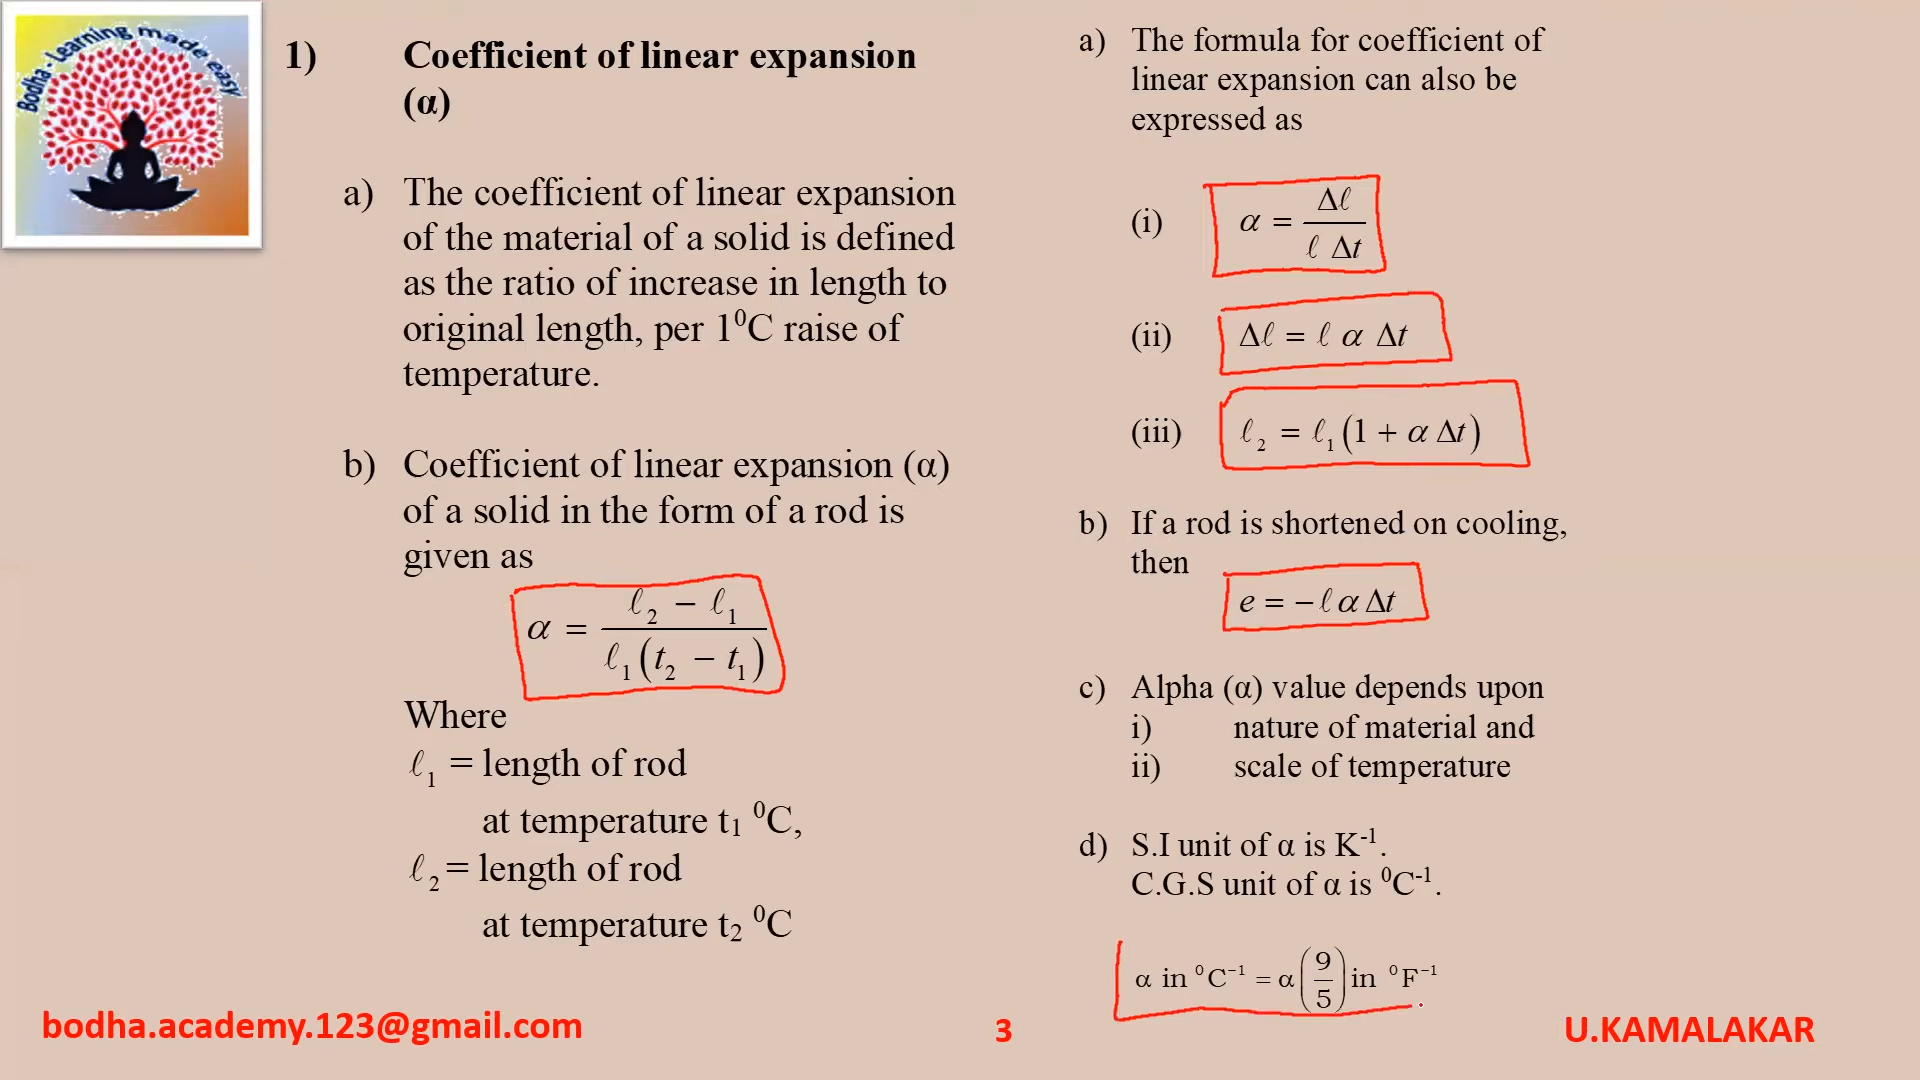 Bodha - Learning made easy
1) Coefficient of linear expansion
(α)
a) The coefficient of linear expansion
of the material of a solid is defined
as the ratio of increase in length to
original length, per 1⁰C raise of
temperature.
b) Coefficient of linear expansion (α)
of a solid in the form of a rod is
given as
α = (ℓ₂ − ℓ₁) / (ℓ₁(t₂ − t₁))
Where
ℓ₁ = length of rod
at temperature t₁ ⁰C,
ℓ₂ = length of rod
at temperature t₂ ⁰C
a) The formula for coefficient of
linear expansion can also be
expressed as
(i) α = Δℓ / (ℓ Δt)
(ii) Δℓ = ℓ α Δt
(iii) ℓ₂ = ℓ₁(1 + α Δt)
b) If a rod is shortened on cooling,
then
e = −ℓ α Δt
c) Alpha (α) value depends upon
i) nature of material and
ii) scale of temperature
d) S.I unit of α is K⁻¹.
C.G.S unit of α is ⁰C⁻¹.
α in ⁰C⁻¹ = α(9/5) in ⁰F⁻¹
bodha.academy.123@gmail.com
3
U.KAMALAKAR